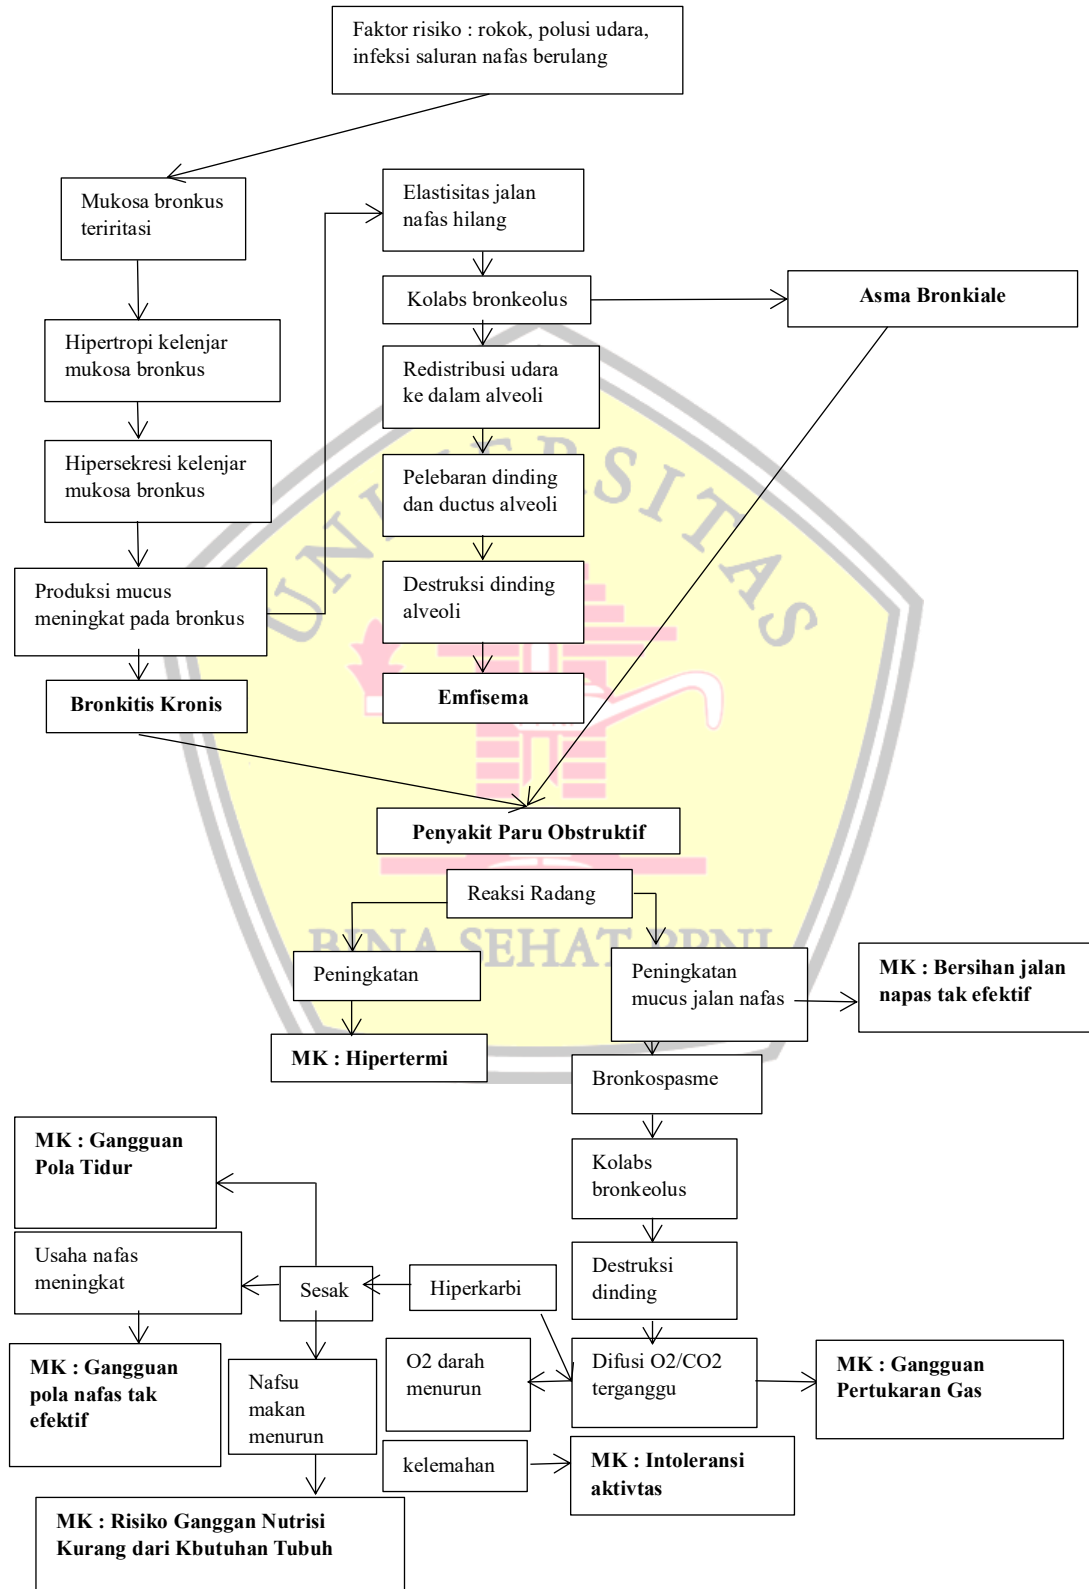 Faktor risiko : rokok, polusi udara,
infeksi saluran nafas berulang
Mukosa bronkus
teriritasi
Elastisitas jalan
nafas hilang
Kolabs bronkeolus
Asma Bronkiale
Hipertropi kelenjar
mukosa bronkus
Redistribusi udara
ke dalam alveoli
Hipersekresi kelenjar
mukosa bronkus
Pelebaran dinding
dan ductus alveoli
Produksi mucus
meningkat pada bronkus
Destruksi dinding
alveoli
Bronkitis Kronis
Emfisema
UNIVERSITAS
Penyakit Paru Obstruktif
Reaksi Radang
BINA SEHAT PPNI
Peningkatan
Peningkatan
mucus jalan nafas
MK : Bersihan jalan
napas tak efektif
MK : Hipertermi
Bronkospasme
MK : Gangguan
Pola Tidur
Kolabs
bronkeolus
Usaha nafas
meningkat
Sesak
Hiperkarbi
Destruksi
dinding
MK : Gangguan
pola nafas tak
efektif
Nafsu
makan
menurun
O2 darah
menurun
Difusi O2/CO2
terganggu
MK : Gangguan
Pertukaran Gas
kelemahan
MK : Intoleransi
aktivtas
MK : Risiko Ganggan Nutrisi
Kurang dari Kbutuhan Tubuh